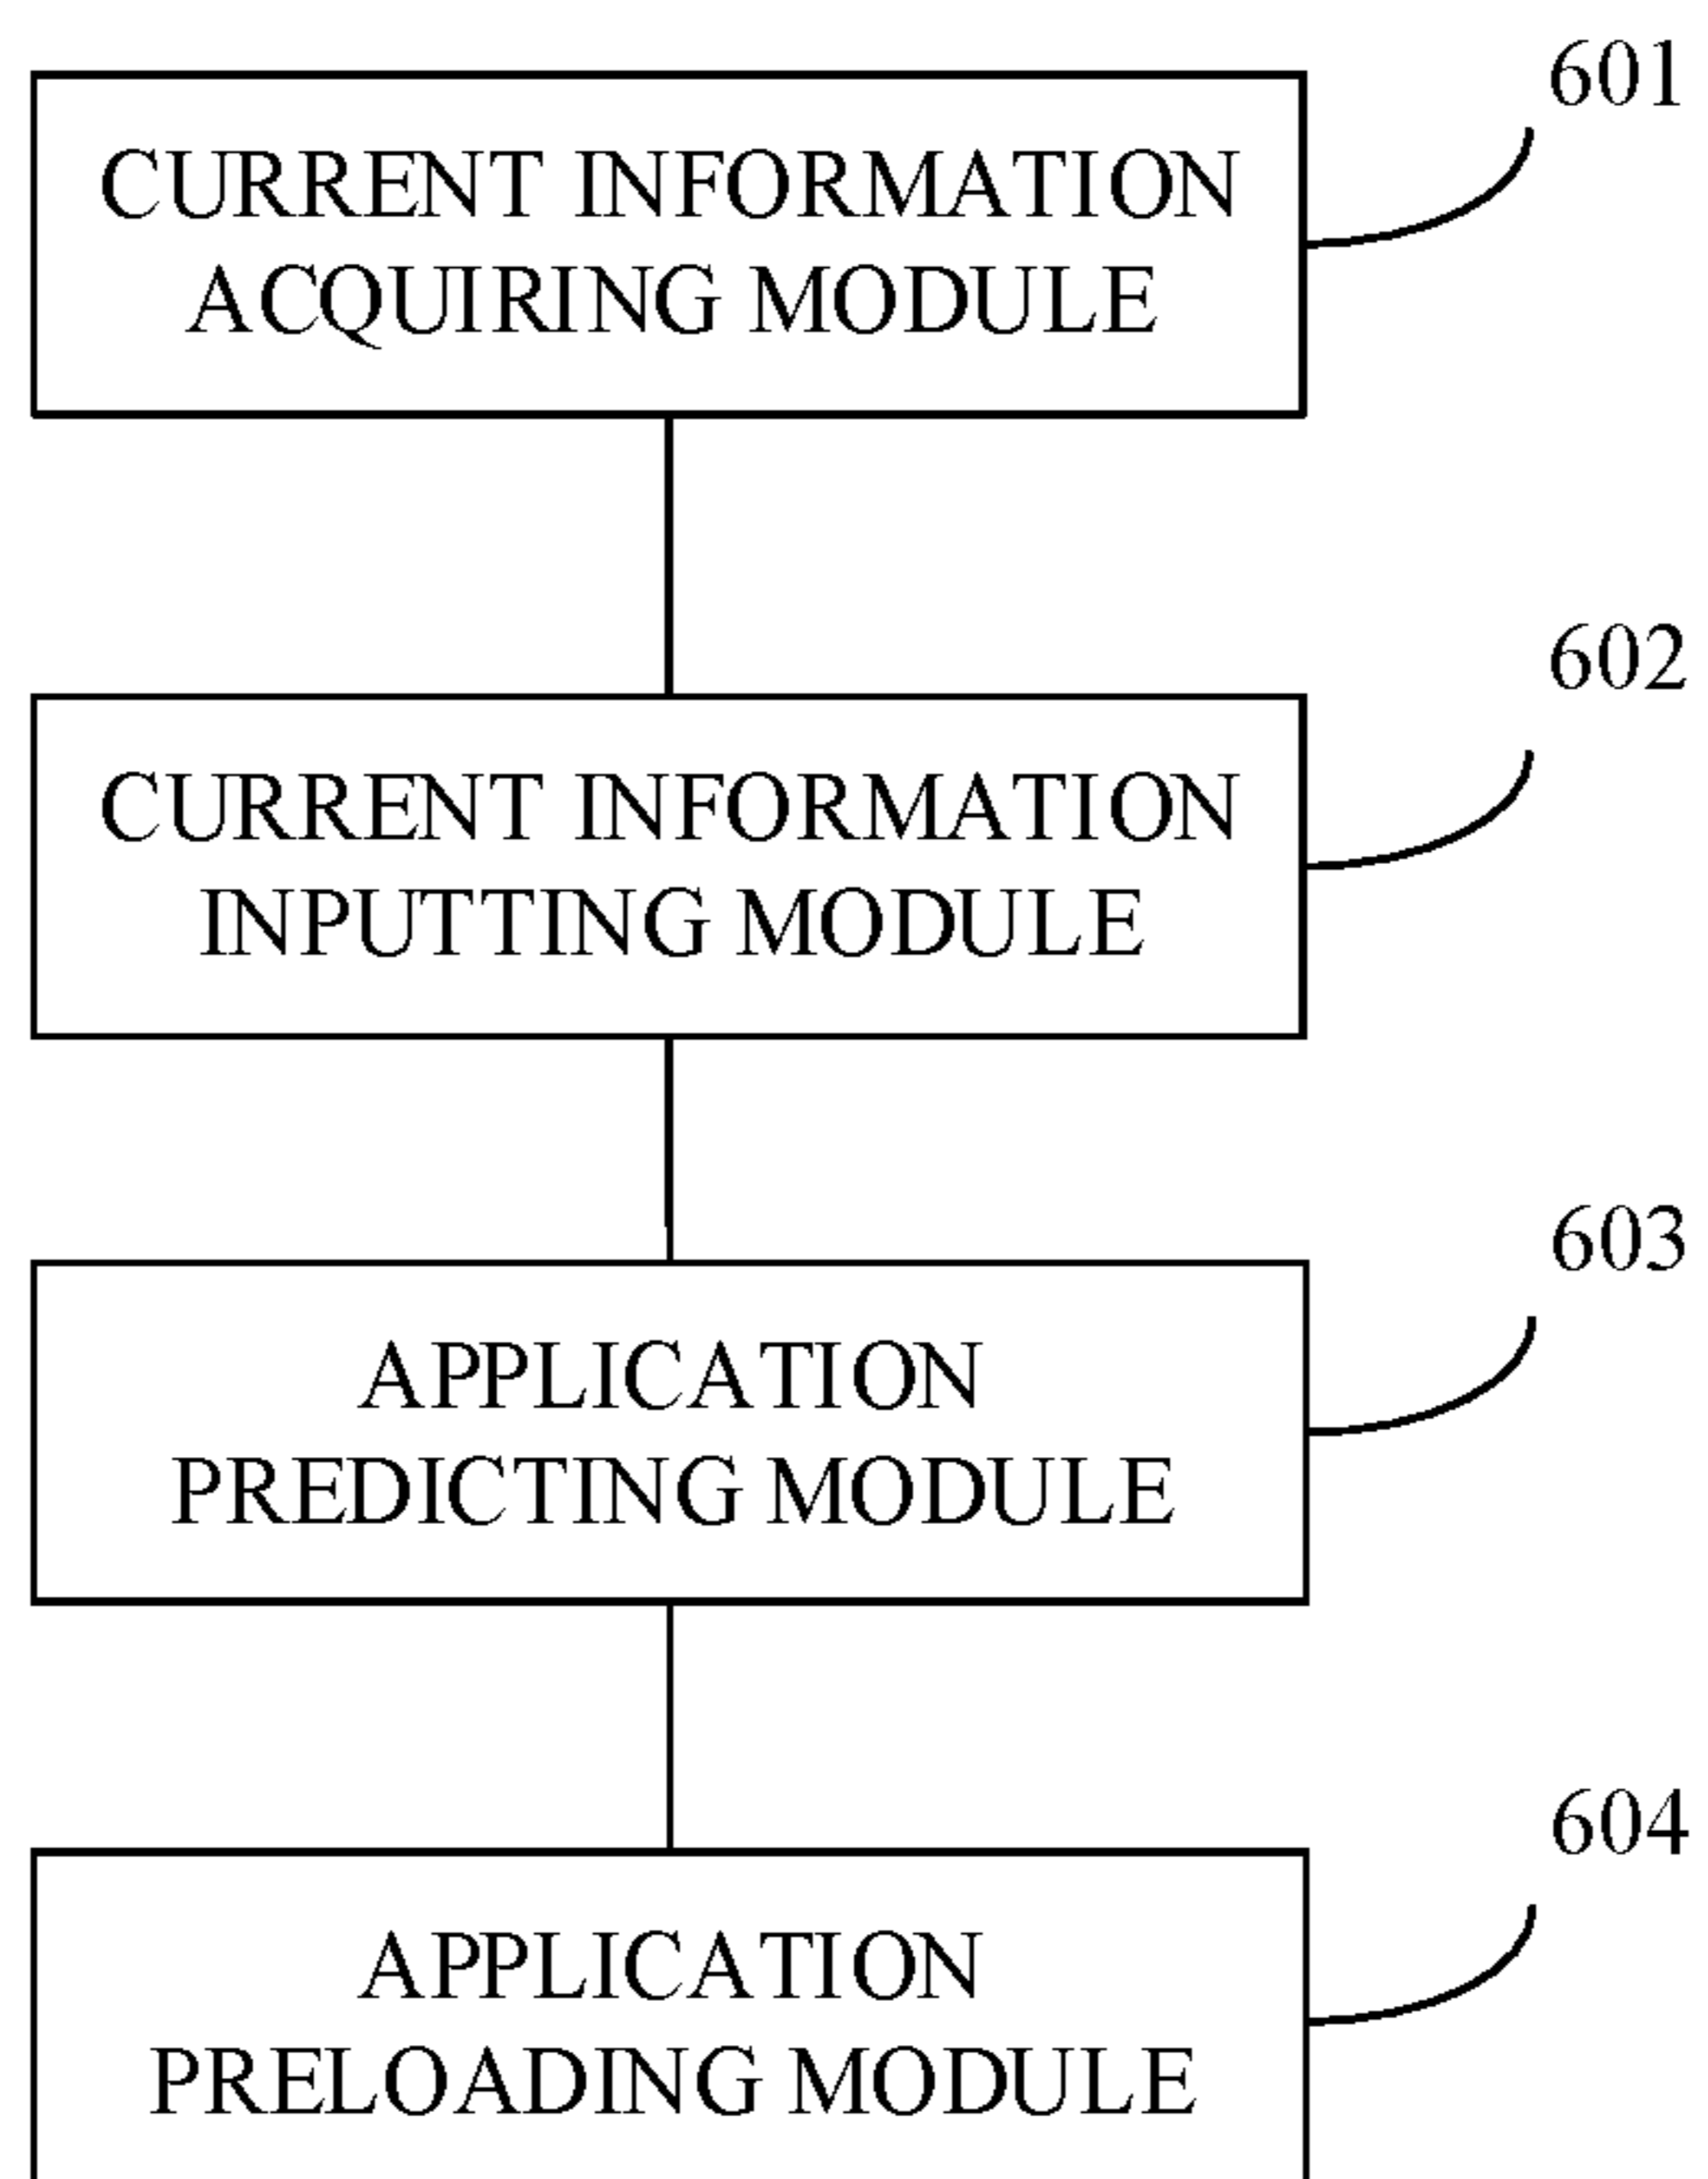 601
CURRENT INFORMATION
ACQUIRING MODULE
602
CURRENT INFORMATION
INPUTTING MODULE
603
APPLICATION
PREDICTING MODULE
604
APPLICATION
PRELOADING MODULE